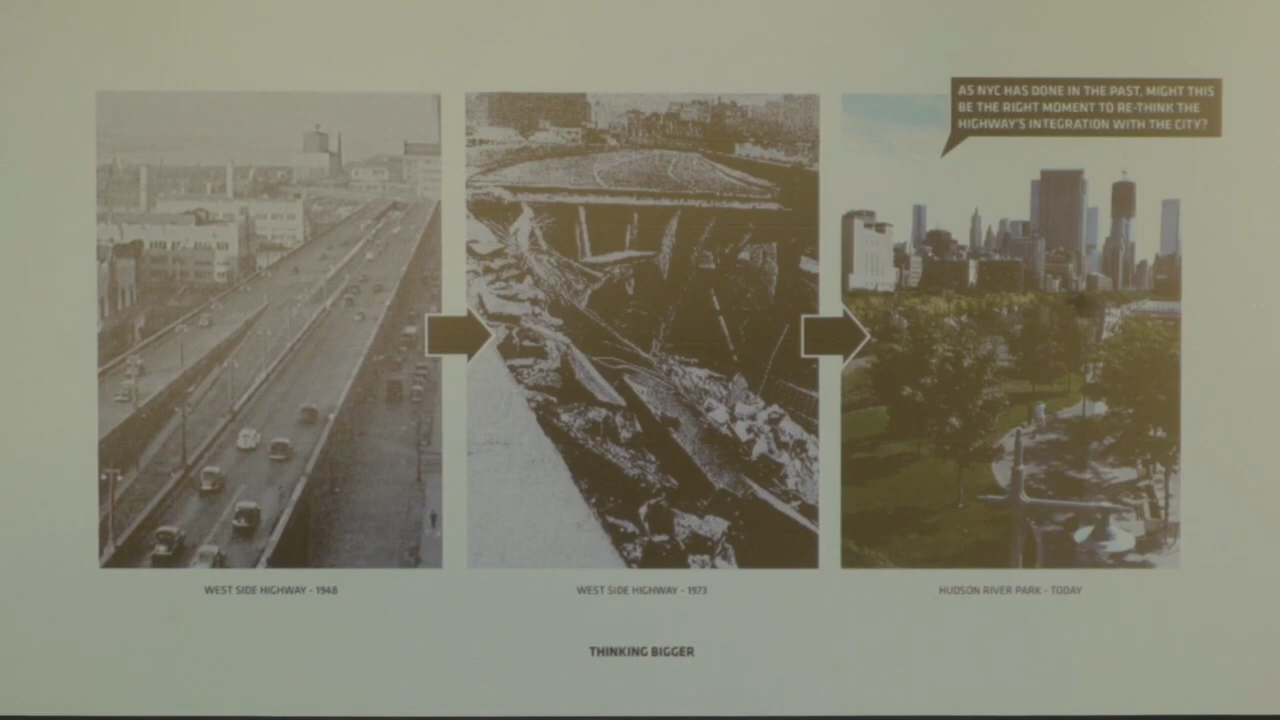 AS NYC HAS DONE IN THE PAST, MIGHT THIS
BE THE RIGHT MOMENT TO RE-THINK THE
HIGHWAY'S INTEGRATION WITH THE CITY?
WEST SIDE HIGHWAY - 1948
WEST SIDE HIGHWAY - 1973
HUDSON RIVER PARK - TODAY
THINKING BIGGER